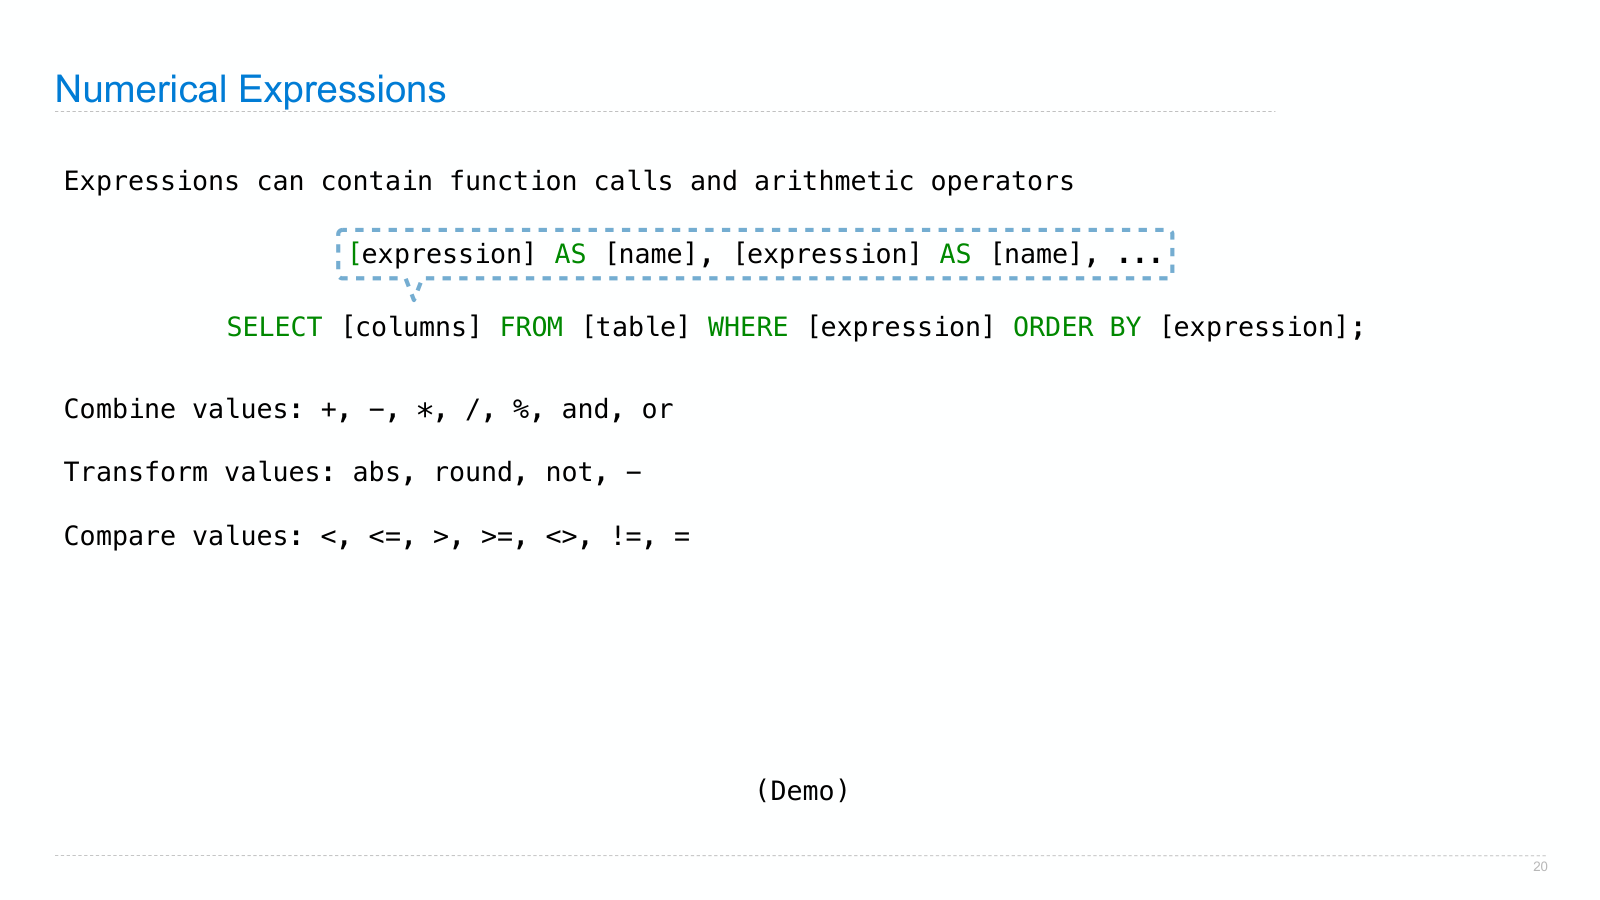 Numerical Expressions
Expressions can contain function calls and arithmetic operators
[expression] AS [name], [expression] AS [name], ...
SELECT [columns] FROM [table] WHERE [expression] ORDER BY [expression];
Combine values: +, -, *, /, %, and, or
Transform values: abs, round, not, -
Compare values: <, <=, >, >=, <>, !=, =
(Demo)
20